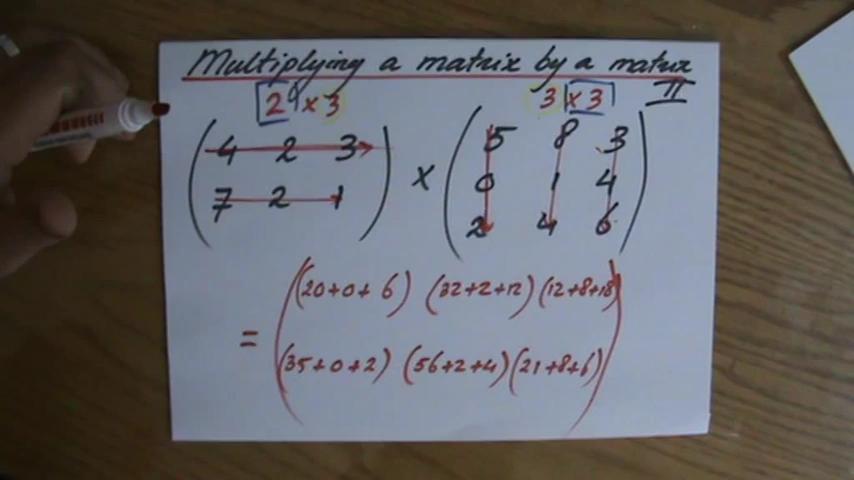 Multiplying a matrix by a matrix
II
2 x 3 3 x 3
4 2 3 5 8 3
7 2 1 x 0 1 4
2 4 6
(20+0+6) (32+2+12) (12+8+18)
=
(35+0+2) (56+2+4) (21+8+6)